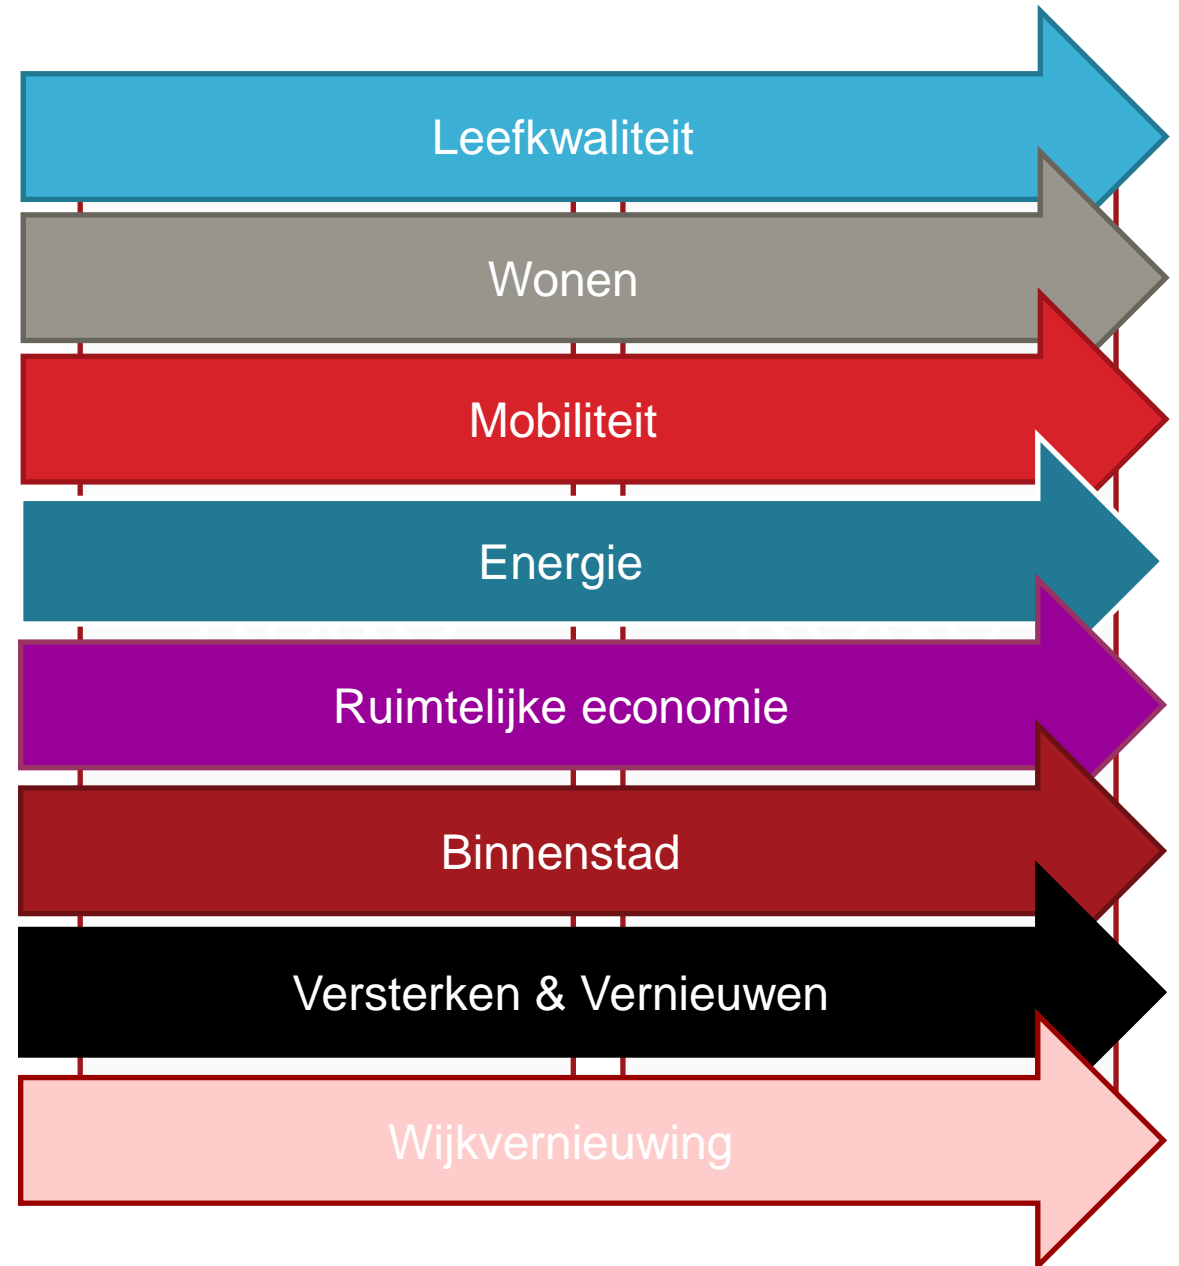 Leefkwaliteit
Wonen
Mobiliteit
Energie
Ruimtelijke economie
Binnenstad
Versterken & Vernieuwen
Wijkvernieuwing